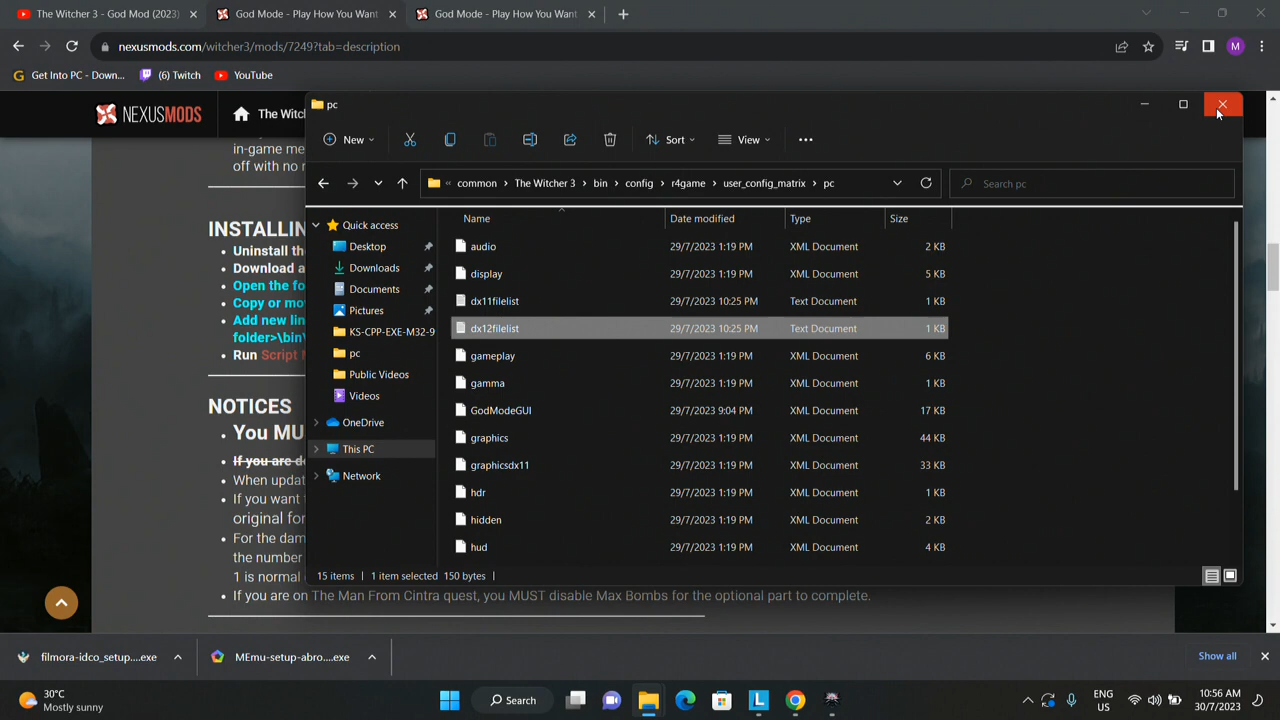 The Witcher 3 - God Mod (2023)
God Mode - Play How You Want
God Mode - Play How You Want
nexusmods.com/witcher3/mods/7249?tab=description
M
Get Into PC - Down...
(6) Twitch
YouTube
NEXUSMODS
The Witch
pc
New
Sort
View
« common > The Witcher 3 > bin > config > r4game > user_config_matrix > pc
Search pc
Quick access
Desktop
Downloads
Documents
Pictures
KS-CPP-EXE-M32-9
pc
Public Videos
Videos
OneDrive
This PC
Network
Name Date modified Type Size
audio 29/7/2023 1:19 PM XML Document 2 KB
display 29/7/2023 1:19 PM XML Document 5 KB
dx11filelist 29/7/2023 10:25 PM Text Document 1 KB
dx12filelist 29/7/2023 10:25 PM Text Document 1 KB
gameplay 29/7/2023 1:19 PM XML Document 6 KB
gamma 29/7/2023 1:19 PM XML Document 1 KB
GodModeGUI 29/7/2023 9:04 PM XML Document 17 KB
graphics 29/7/2023 1:19 PM XML Document 44 KB
graphicsdx11 29/7/2023 1:19 PM XML Document 33 KB
hdr 29/7/2023 1:19 PM XML Document 1 KB
hidden 29/7/2023 1:19 PM XML Document 2 KB
hud 29/7/2023 1:19 PM XML Document 4 KB
15 items 1 item selected 150 bytes
in-game me
off with no r
INSTALLIN
Uninstall the
Download a
Open the fo
Copy or mo
Add new lin
folder>\bin\
Run Script M
NOTICES
You MU
If you are d
When updat
If you want t
original for
For the dam
the number
1 is normal
If you are on The Man From Cintra quest, you MUST disable Max Bombs for the optional part to complete.
filmora-idco_setup....exe
MEmu-setup-abro....exe
Show all
30°C
Mostly sunny
Search
ENG
US
10:56 AM
30/7/2023